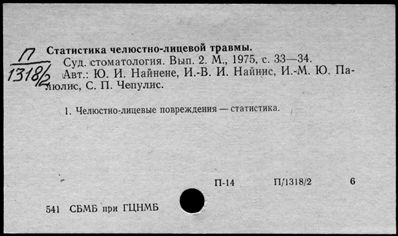 П
1318/2
Статистика челюстно-лицевой травмы.
Суд. стоматология. Вып. 2. М., 1975, с. 33—34.
Авт.: Ю. И. Найнене, И.-В. И. Найнис, И.-М. Ю. Па-
люлис, С. П. Чепулис.
1. Челюстно-лицевые повреждения — статистика.
П-14 П/1318/2 6
541 СБМБ при ГЦНМБ